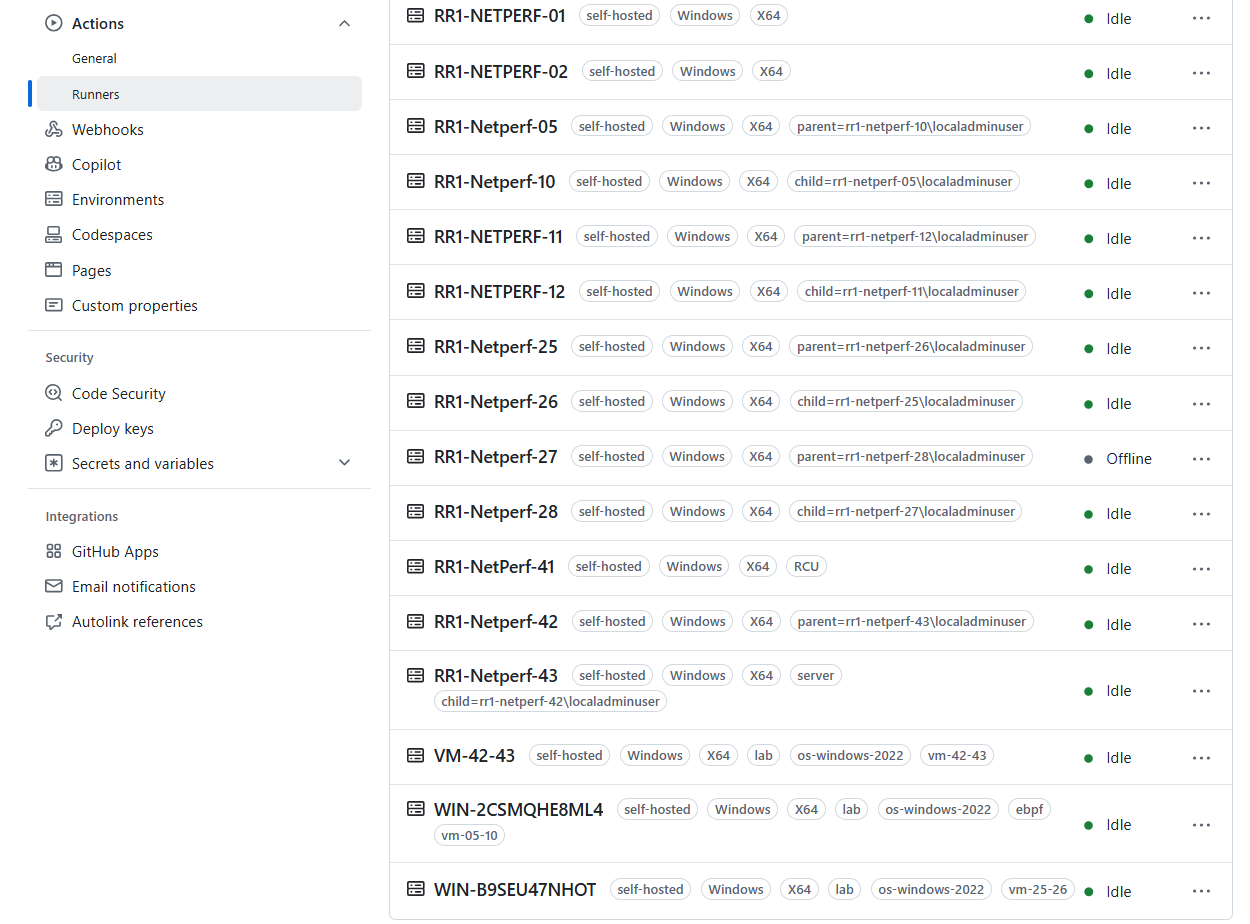 Actions
General
Runners
Webhooks
Copilot
Environments
Codespaces
Pages
Custom properties
Security
Code Security
Deploy keys
Secrets and variables
Integrations
GitHub Apps
Email notifications
Autolink references
RR1-NETPERF-01 self-hosted Windows X64 Idle
RR1-NETPERF-02 self-hosted Windows X64 Idle
RR1-Netperf-05 self-hosted Windows X64 parent=rr1-netperf-10\localadminuser Idle
RR1-Netperf-10 self-hosted Windows X64 child=rr1-netperf-05\localadminuser Idle
RR1-NETPERF-11 self-hosted Windows X64 parent=rr1-netperf-12\localadminuser Idle
RR1-NETPERF-12 self-hosted Windows X64 child=rr1-netperf-11\localadminuser Idle
RR1-Netperf-25 self-hosted Windows X64 parent=rr1-netperf-26\localadminuser Idle
RR1-Netperf-26 self-hosted Windows X64 child=rr1-netperf-25\localadminuser Idle
RR1-Netperf-27 self-hosted Windows X64 parent=rr1-netperf-28\localadminuser Offline
RR1-Netperf-28 self-hosted Windows X64 child=rr1-netperf-27\localadminuser Idle
RR1-NetPerf-41 self-hosted Windows X64 RCU Idle
RR1-Netperf-42 self-hosted Windows X64 parent=rr1-netperf-43\localadminuser Idle
RR1-Netperf-43 self-hosted Windows X64 server
child=rr1-netperf-42\localadminuser Idle
VM-42-43 self-hosted Windows X64 lab os-windows-2022 vm-42-43 Idle
WIN-2CSMQHE8ML4 self-hosted Windows X64 lab os-windows-2022 ebpf
vm-05-10 Idle
WIN-B9SEU47NHOT self-hosted Windows X64 lab os-windows-2022 vm-25-26 Idle